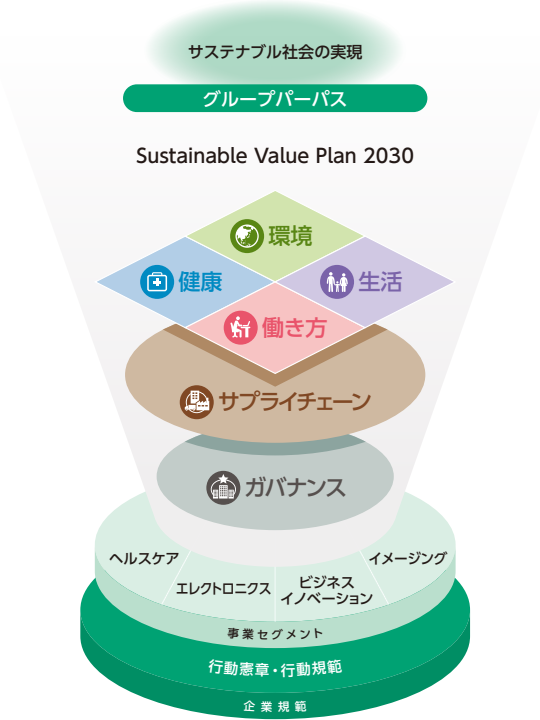 サステナブル社会の実現
グループパーパス
Sustainable Value Plan 2030
環境
健康
生活
働き方
サプライチェーン
ガバナンス
ヘルスケア
エレクトロニクス
ビジネス
イノベーション
イメージング
事業セグメント
行動憲章・行動規範
企業規範